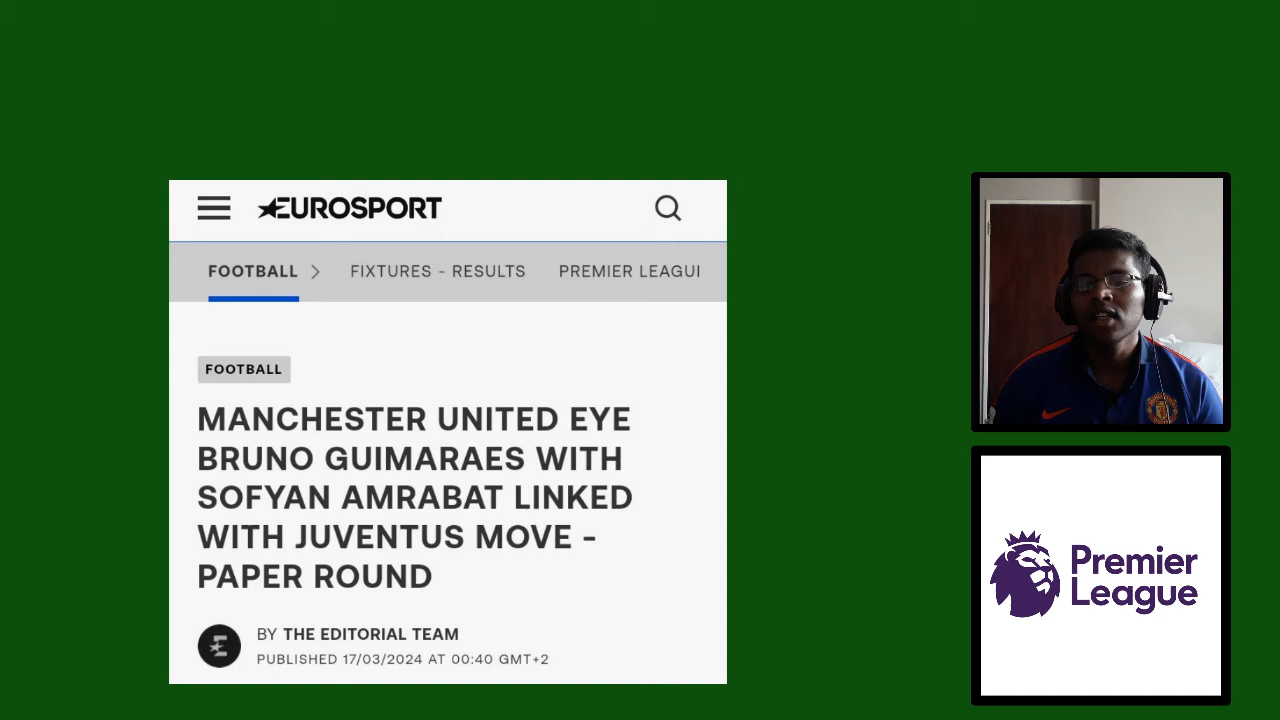 EUROSPORT
FOOTBALL > FIXTURES - RESULTS PREMIER LEAGUI
FOOTBALL
MANCHESTER UNITED EYE
BRUNO GUIMARAES WITH
SOFYAN AMRABAT LINKED
WITH JUVENTUS MOVE -
PAPER ROUND
BY THE EDITORIAL TEAM
PUBLISHED 17/03/2024 AT 00:40 GMT+2
Premier
League